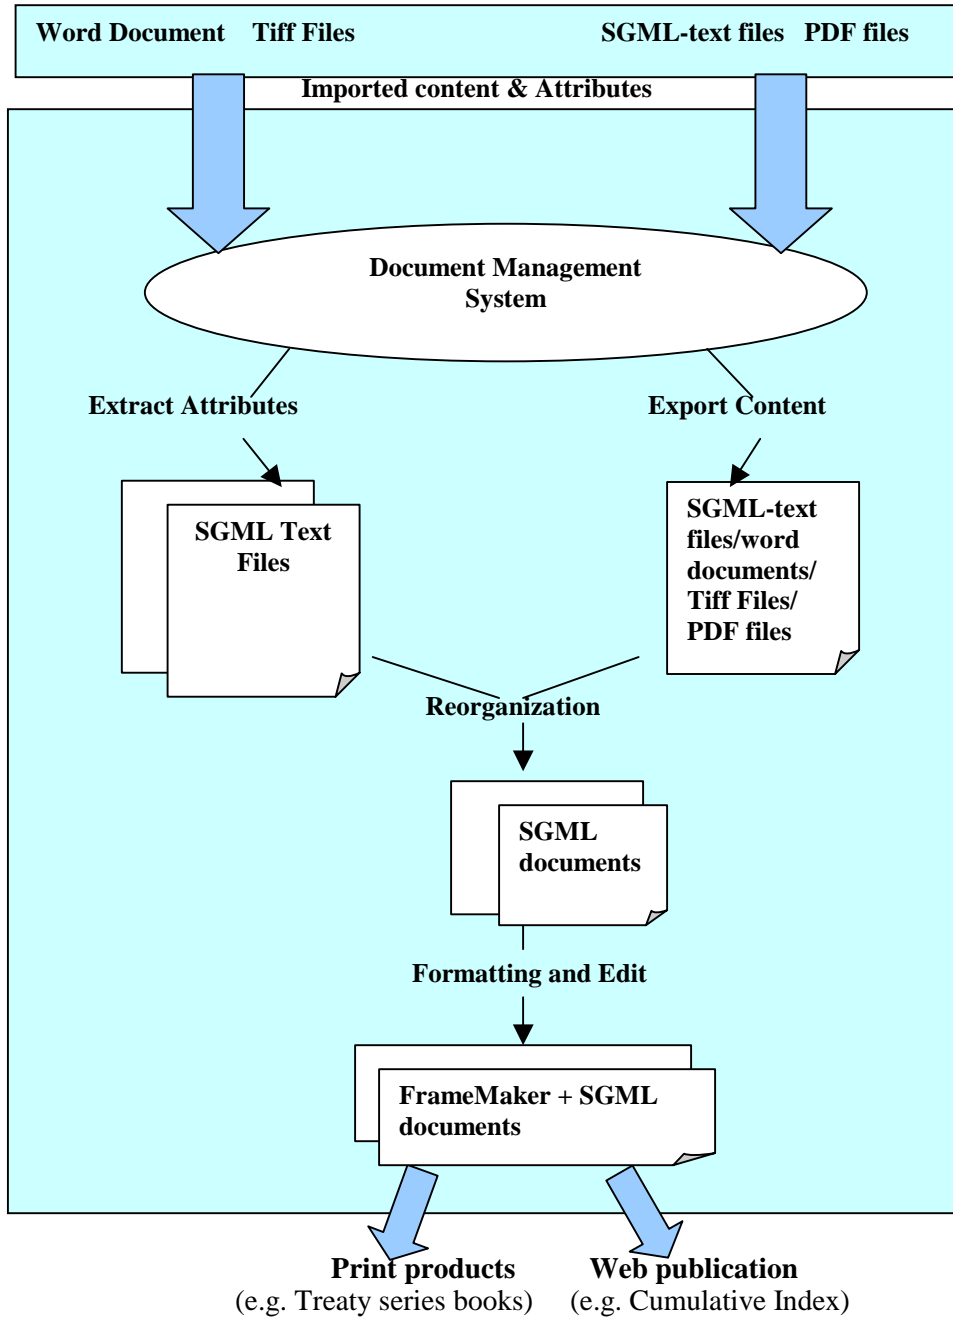 Word Document Tiff Files SGML-text files PDF files
Imported content & Attributes
Document Management
System
Extract Attributes
Export Content
SGML Text
Files
SGML-text
files/word
documents/
Tiff Files/
PDF files
Reorganization
SGML
documents
Formatting and Edit
FrameMaker + SGML
documents
Print products
(e.g. Treaty series books)
Web publication
(e.g. Cumulative Index)